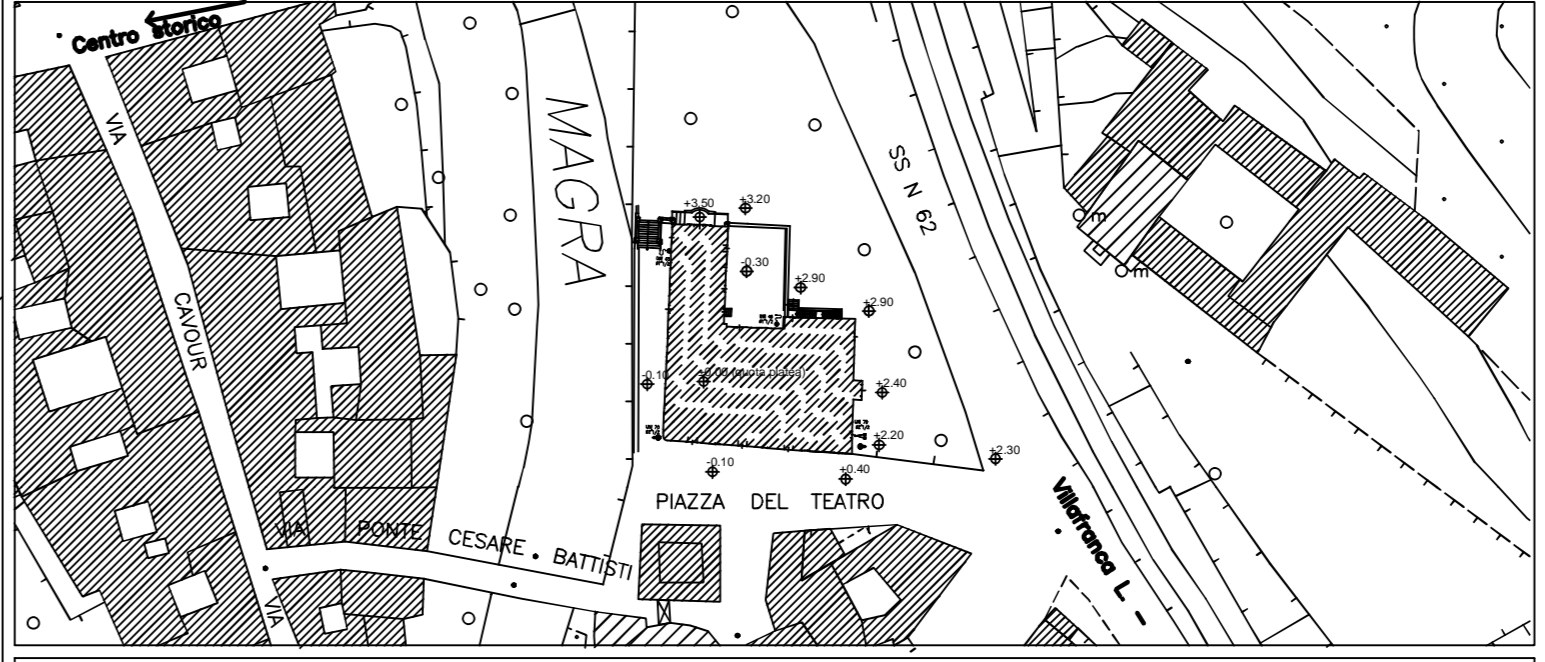 Centro storico
VIA
CAVOUR
MAGRA
SS N 62
+3.50
+3.20
-0.30
+2.90
+2.90
m
m
-0.10
+0.00 (quota platea)
+2.40
+2.20
+2.30
-0.10
+0.40
PIAZZA DEL TEATRO
VIA PONTE CESARE BATTISTI
VIA
Villafranca L -